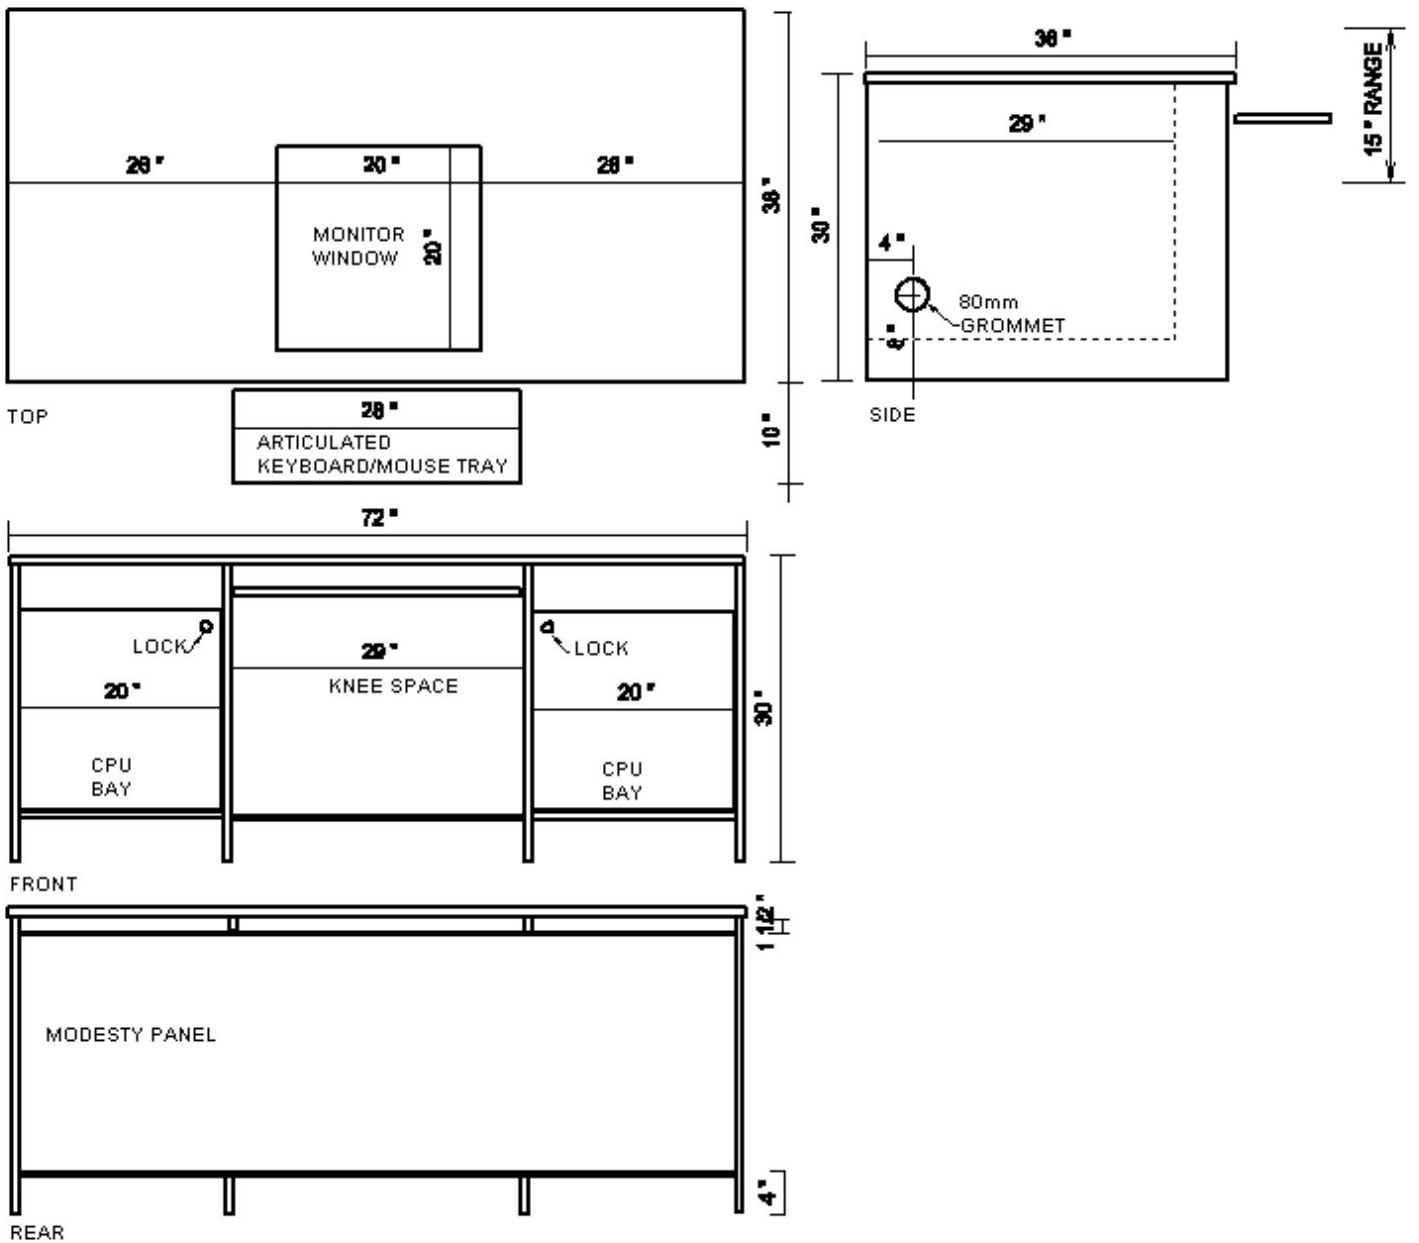 26 "
20 "
26 "
MONITOR
WINDOW
20 "
36 "
TOP
28 "
ARTICULATED
KEYBOARD/MOUSE TRAY
10 "
36 "
15 " RANGE
29 "
30 "
4 "
80mm
GROMMET
8 "
SIDE
72 "
LOCK
LOCK
29 "
KNEE SPACE
20 "
20 "
30 "
CPU
BAY
CPU
BAY
FRONT
1 1/2 "
MODESTY PANEL
4 "
REAR